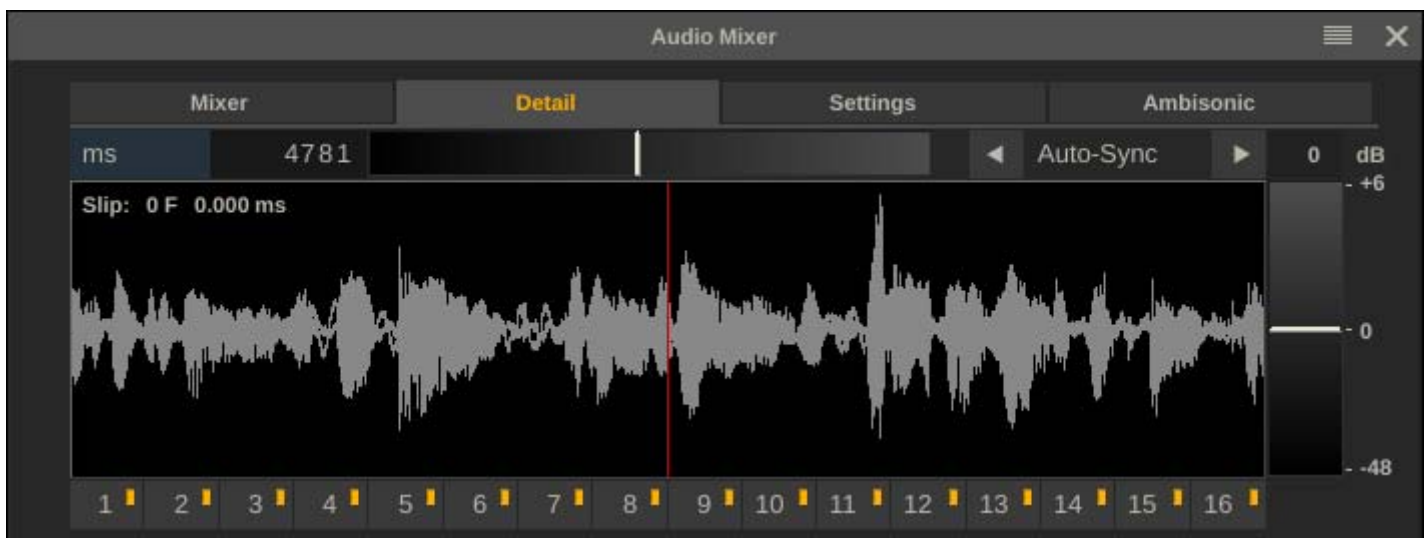 Audio Mixer
Mixer Detail Settings Ambisonic
ms 4781 Auto-Sync 0 dB
+6
Slip: 0 F 0.000 ms
0
-48
1 2 3 4 5 6 7 8 9 10 11 12 13 14 15 16